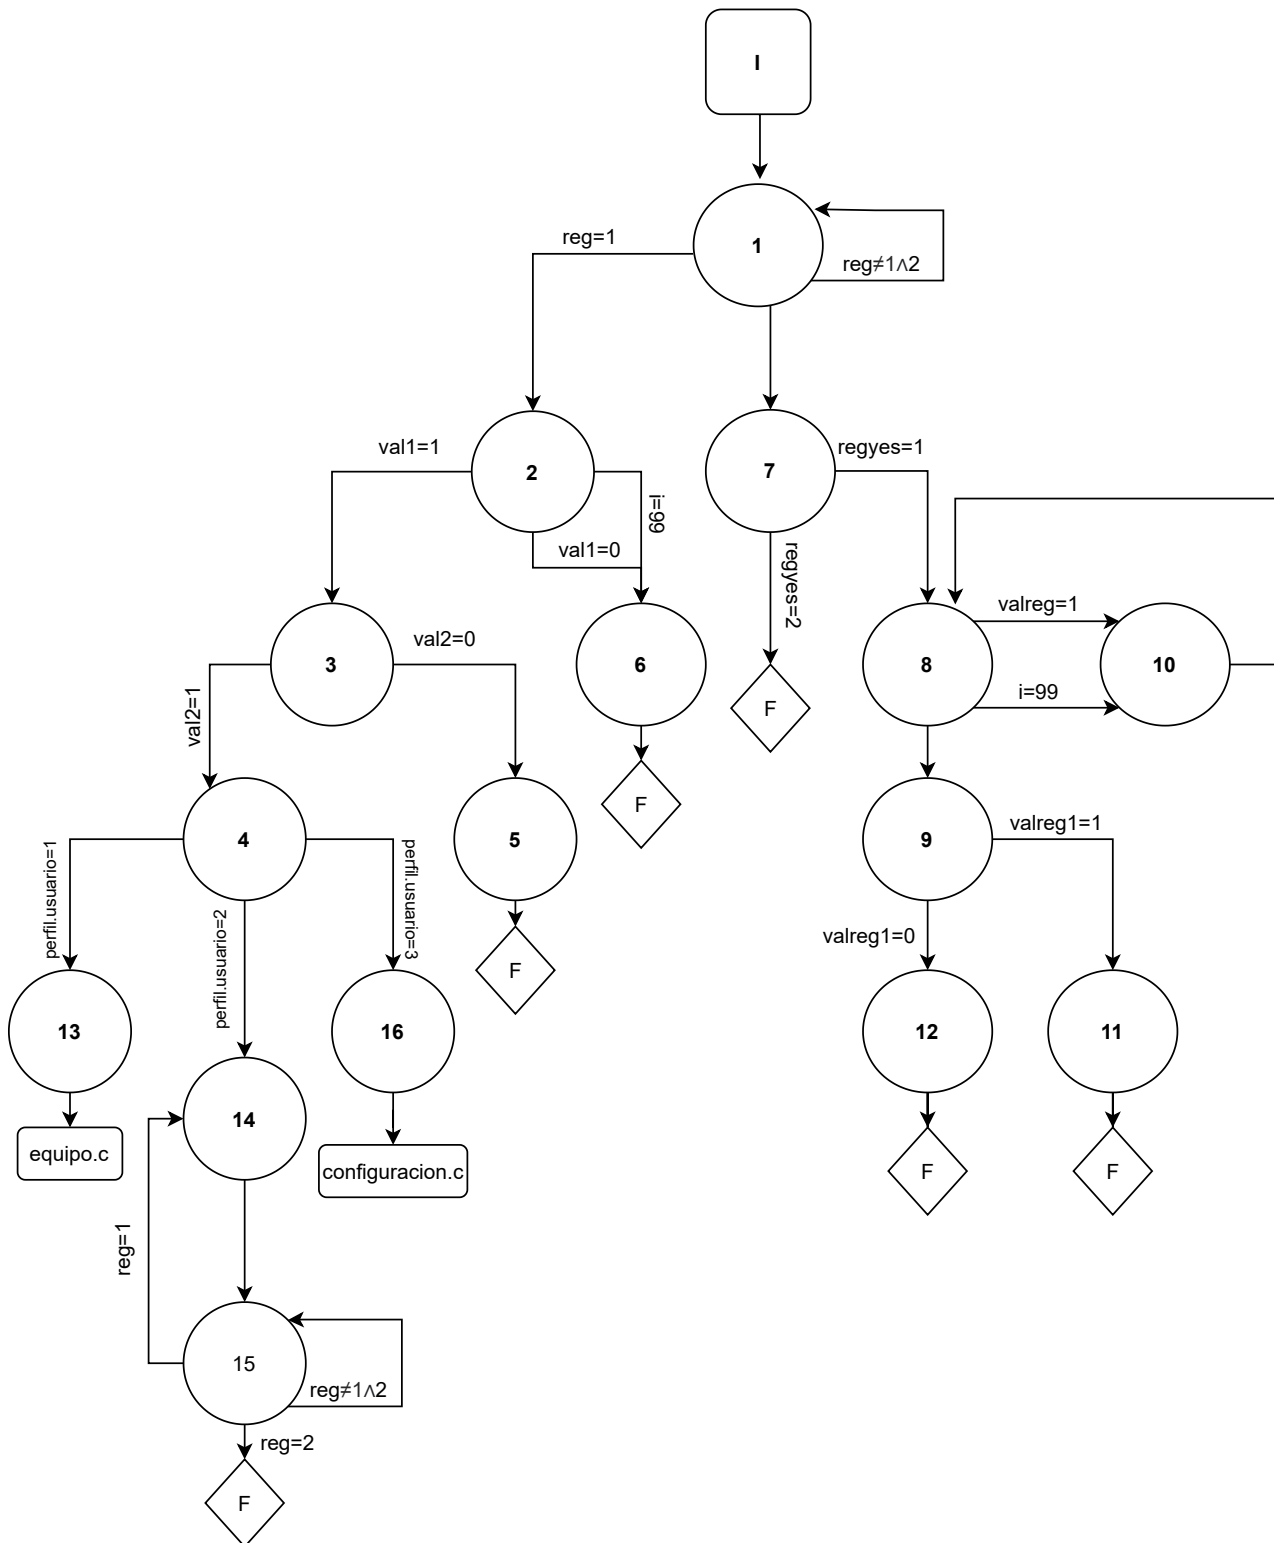 I
1
reg=1
reg≠1∧2
2
val1=1
i=99
val1=0
7
regyes=1
regyes=2
3
val2=0
val2=1
6
F
8
valreg=1
i=99
10
F
4
5
9
valreg1=1
perfil.usuario=1
perfil.usuario=2
perfil.usuario=3
valreg1=0
F
13
16
12
11
equipo.c
14
configuracion.c
F
F
reg=1
15
reg≠1∧2
reg=2
F